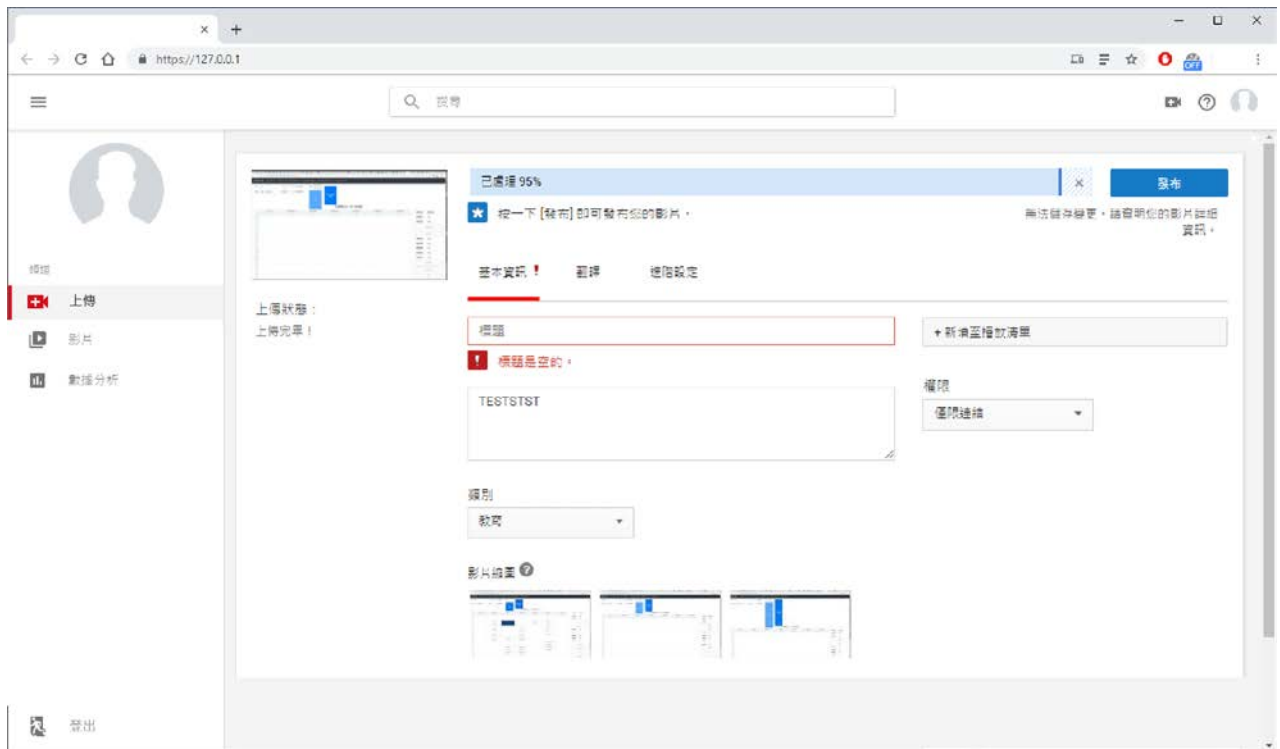 https://127.0.0.1
OFF
搜尋
已處理 95%
發布
按一下 [發布] 即可發布您的影片。
無法儲存變更，請查明您的影片詳細
資訊。
頻道
上傳
影片
數據分析
登出
上傳狀態：
上傳完畢！
基本資訊 !
翻譯
進階設定
標題
標題是空的。
TESTSTST
+ 新增至播放清單
權限
僅限連結
類別
教育
影片縮圖